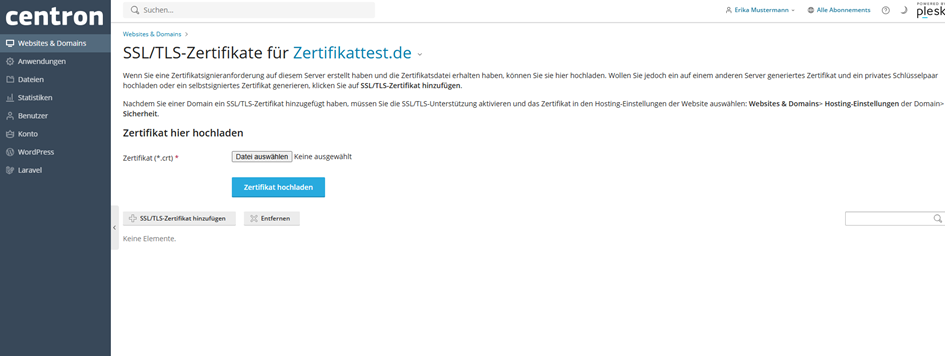 centron
Suchen...
Erika Mustermann
Alle Abonnements
POWERED BY
plesk
Websites & Domains
Anwendungen
Dateien
Statistiken
Benutzer
Konto
WordPress
Laravel
Websites & Domains >
SSL/TLS-Zertifikate für Zertifikattest.de
Wenn Sie eine Zertifikatsignieranforderung auf diesem Server erstellt haben und die Zertifikatsdatei erhalten haben, können Sie sie hier hochladen. Wollen Sie jedoch ein auf einem anderen Server generiertes Zertifikat und ein privates Schlüsselpaar
hochladen oder ein selbstsigniertes Zertifikat generieren, klicken Sie auf SSL/TLS-Zertifikat hinzufügen.
Nachdem Sie einer Domain ein SSL/TLS-Zertifikat hinzugefügt haben, müssen Sie die SSL/TLS-Unterstützung aktivieren und das Zertifikat in den Hosting-Einstellungen der Website auswählen: Websites & Domains> Hosting-Einstellungen der Domain>
Sicherheit.
Zertifikat hier hochladen
Zertifikat (*.crt) *
Datei auswählen Keine ausgewählt
Zertifikat hochladen
SSL/TLS-Zertifikat hinzufügen
Entfernen
Keine Elemente.